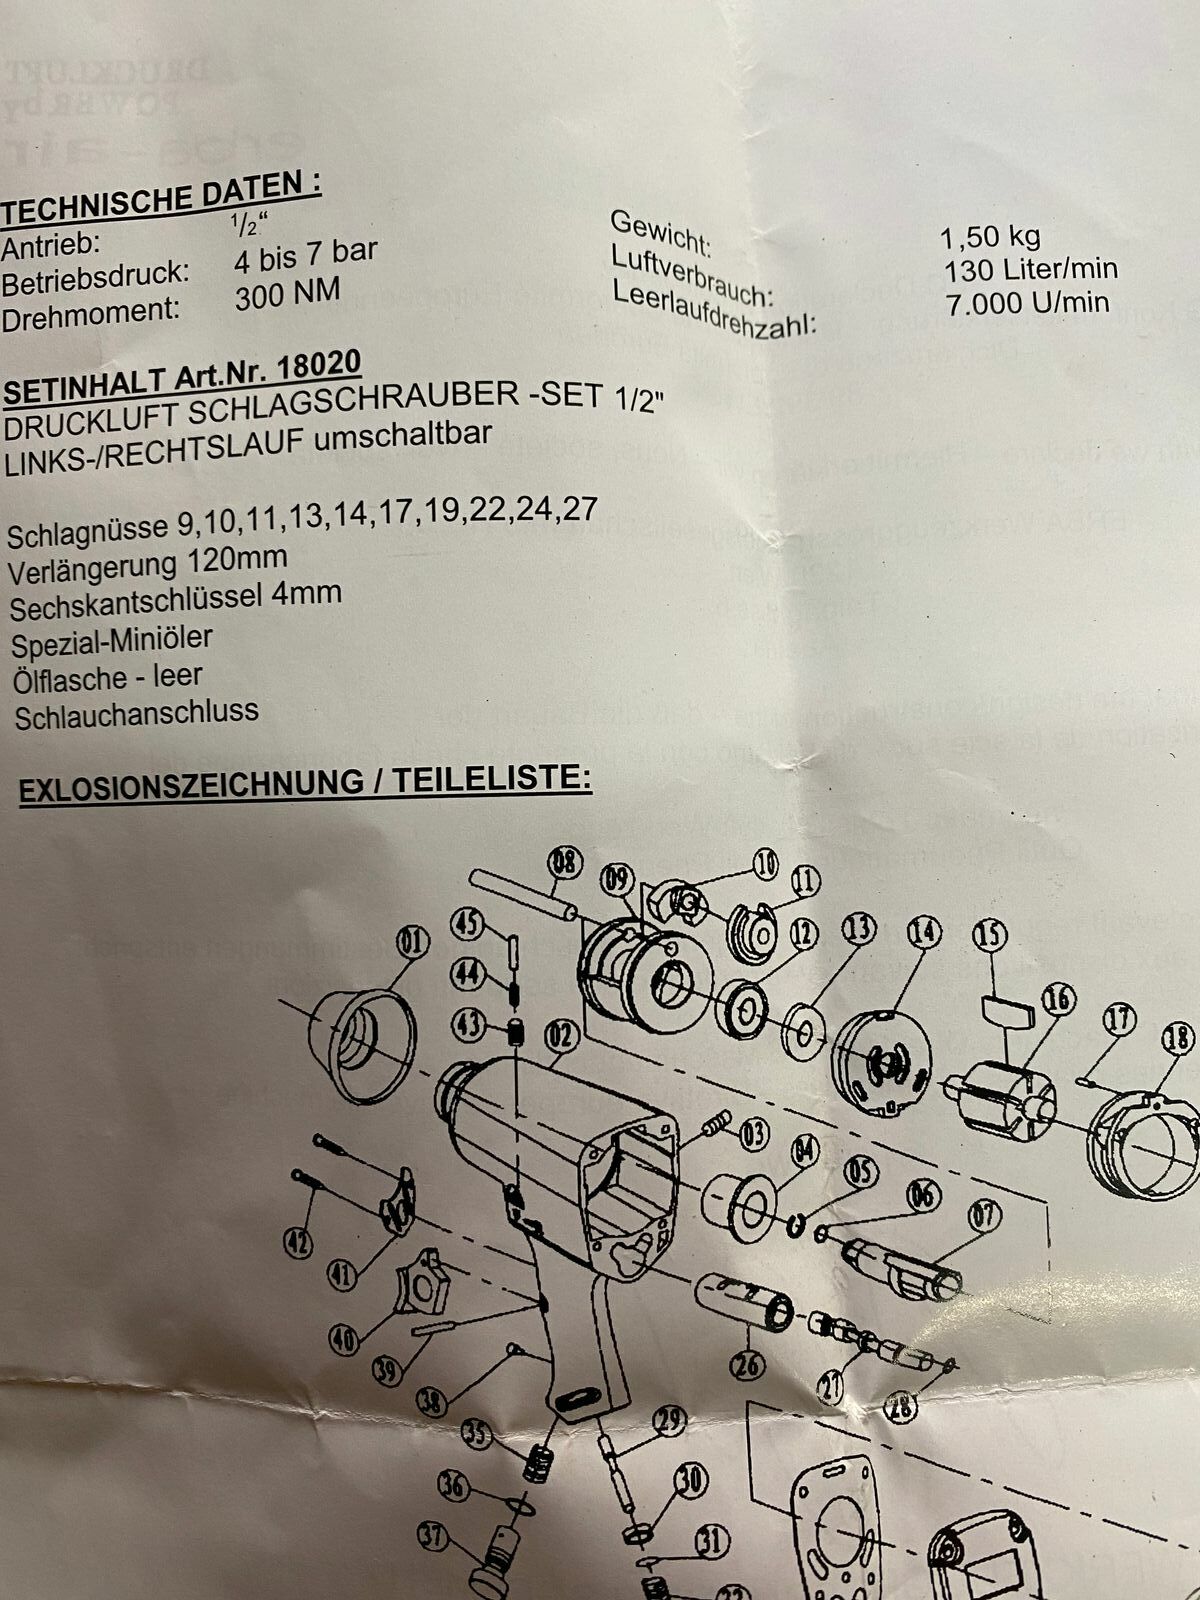 TECHNISCHE DATEN :
Antrieb: 1/2"
Betriebsdruck: 4 bis 7 bar
Drehmoment: 300 NM
Gewicht: 1,50 kg
Luftverbrauch: 130 Liter/min
Leerlaufdrehzahl: 7.000 U/min
SETINHALT Art.Nr. 18020
DRUCKLUFT SCHLAGSCHRAUBER -SET 1/2"
LINKS-/RECHTSLAUF umschaltbar
Schlagnüsse 9,10,11,13,14,17,19,22,24,27
Verlängerung 120mm
Sechskantschlüssel 4mm
Spezial-Miniöler
Ölflasche - leer
Schlauchanschluss
EXLOSIONSZEICHNUNG / TEILELISTE:
08
09
10
11
01
45
12
13
14
15
44
16
43
02
17
18
03
04
05
06
07
42
41
40
39
26
38
27
28
35
29
36
30
37
31